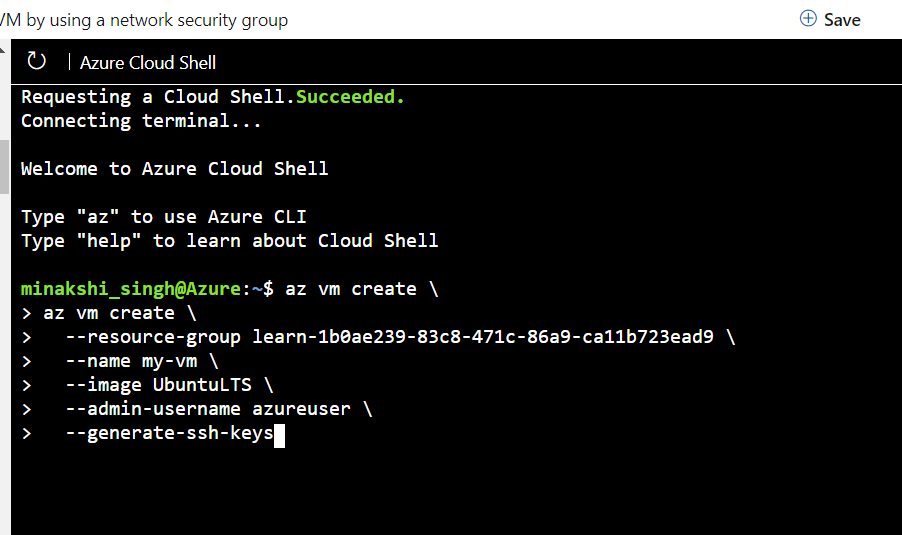 VM by using a network security group
Save
Azure Cloud Shell
Requesting a Cloud Shell.Succeeded.
Connecting terminal...
Welcome to Azure Cloud Shell
Type "az" to use Azure CLI
Type "help" to learn about Cloud Shell
minakshi_singh@Azure:~$ az vm create \
> az vm create \
>   --resource-group learn-1b0ae239-83c8-471c-86a9-ca11b723ead9 \
>   --name my-vm \
>   --image UbuntuLTS \
>   --admin-username azureuser \
>   --generate-ssh-keys